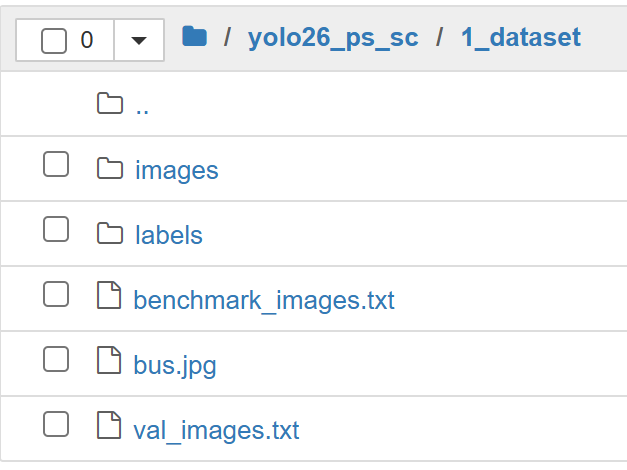 0 / yolo26_ps_sc / 1_dataset
..
images
labels
benchmark_images.txt
bus.jpg
val_images.txt